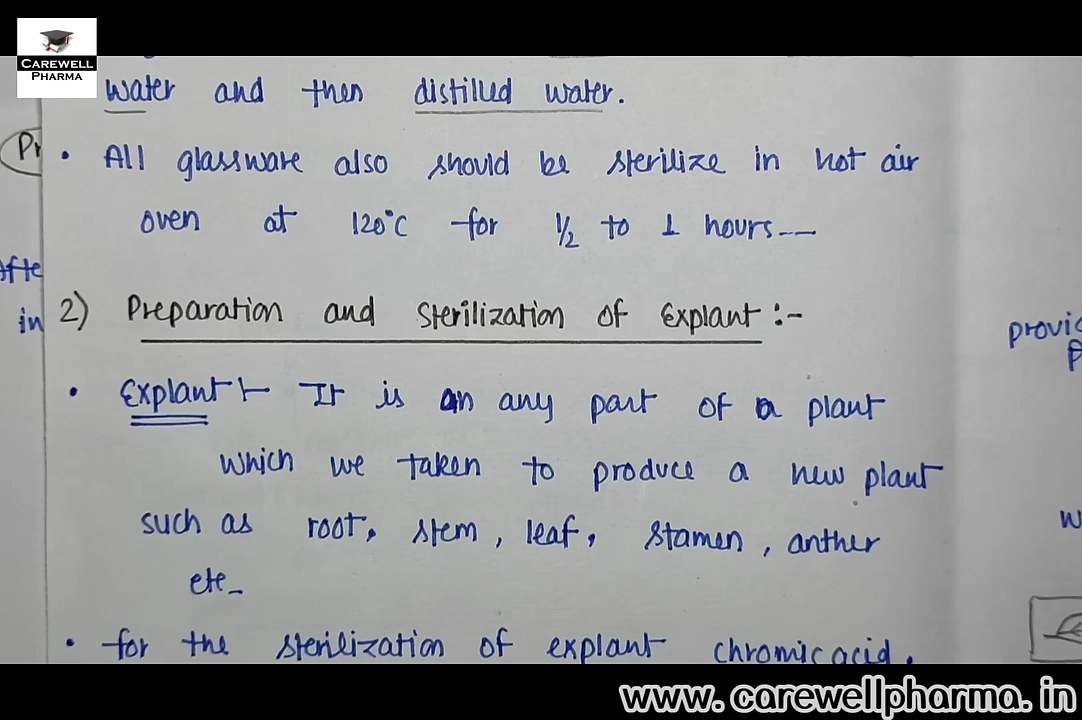 CAREWELL
PHARMA
water and then distilled water.
• All glassware also should be sterilize in hot air
oven at 120°C for 1/2 to 1 hours--
2) Preparation and Sterilization of Explant :-
• Explant :- It is an any part of a plant
which we taken to produce a new plant
such as root, stem, leaf, stamen, anther
etc-
• for the sterilization of explant chromic acid,
www.carewellpharma.in